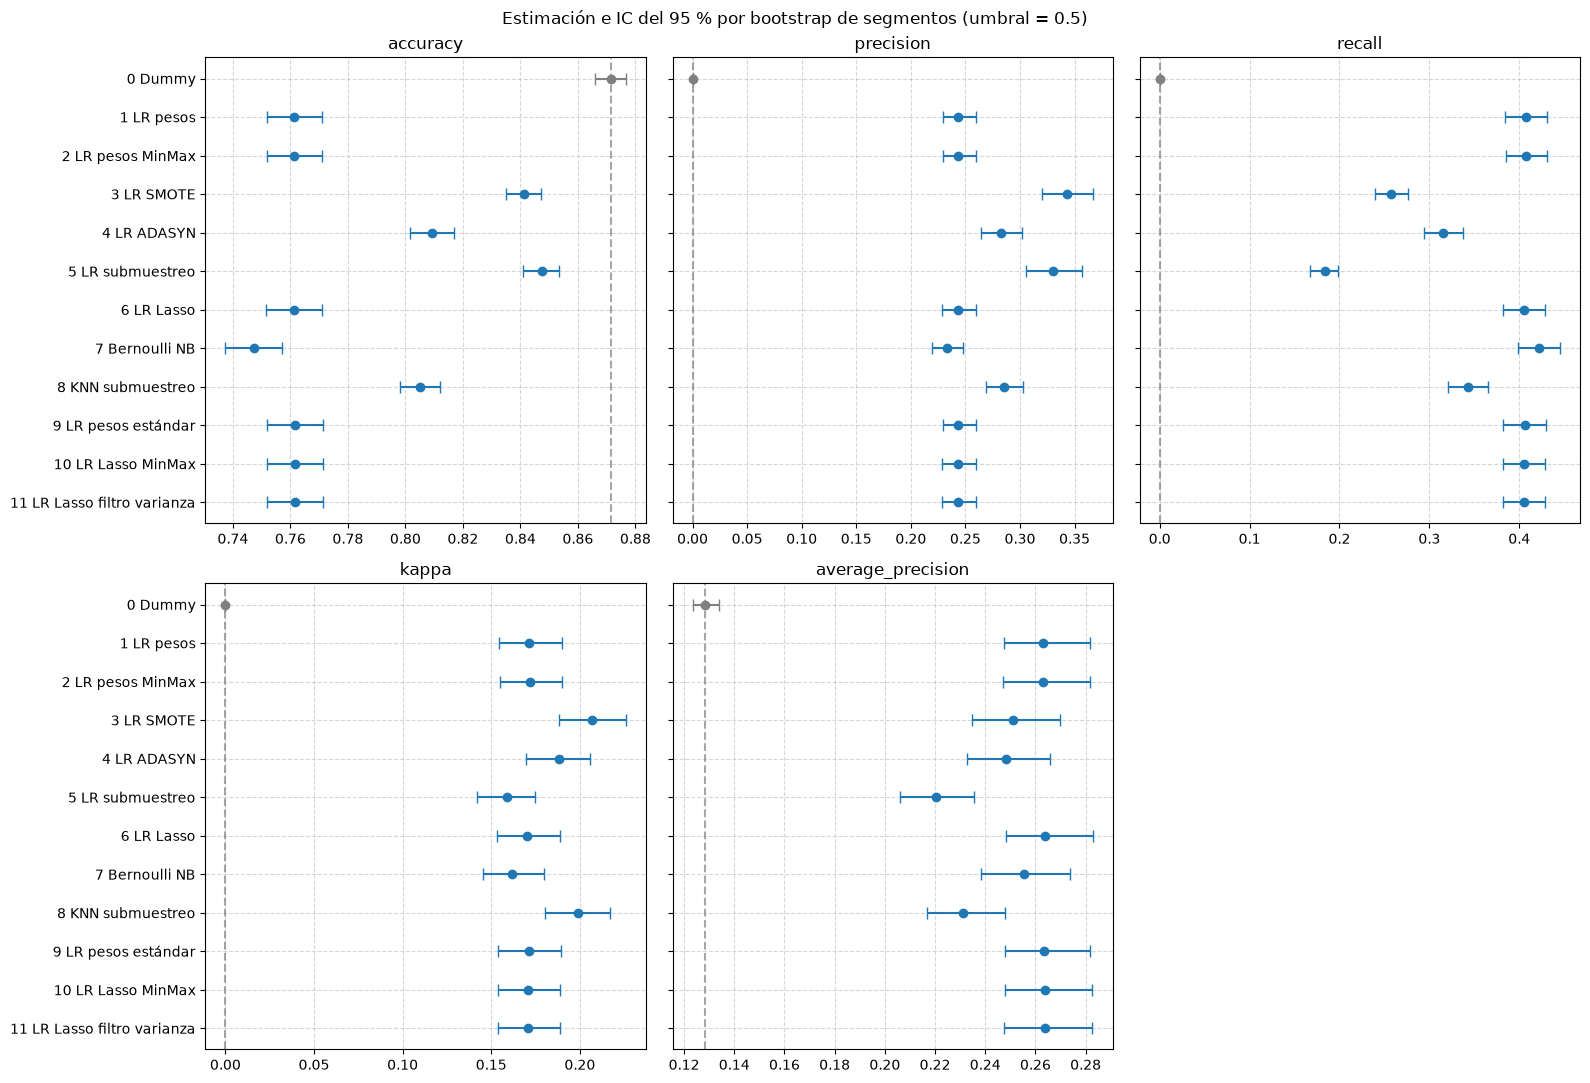 Estimación e IC del 95 % por bootstrap de segmentos (umbral = 0.5)
accuracy
precision
recall
0 Dummy
1 LR pesos
2 LR pesos MinMax
3 LR SMOTE
4 LR ADASYN
5 LR submuestreo
6 LR Lasso
7 Bernoulli NB
8 KNN submuestreo
9 LR pesos estándar
10 LR Lasso MinMax
11 LR Lasso filtro varianza
0.74 0.76 0.78 0.80 0.82 0.84 0.86 0.88
0.00 0.05 0.10 0.15 0.20 0.25 0.30 0.35
0.0 0.1 0.2 0.3 0.4
kappa
average_precision
0 Dummy
1 LR pesos
2 LR pesos MinMax
3 LR SMOTE
4 LR ADASYN
5 LR submuestreo
6 LR Lasso
7 Bernoulli NB
8 KNN submuestreo
9 LR pesos estándar
10 LR Lasso MinMax
11 LR Lasso filtro varianza
0.00 0.05 0.10 0.15 0.20
0.12 0.14 0.16 0.18 0.20 0.22 0.24 0.26 0.28